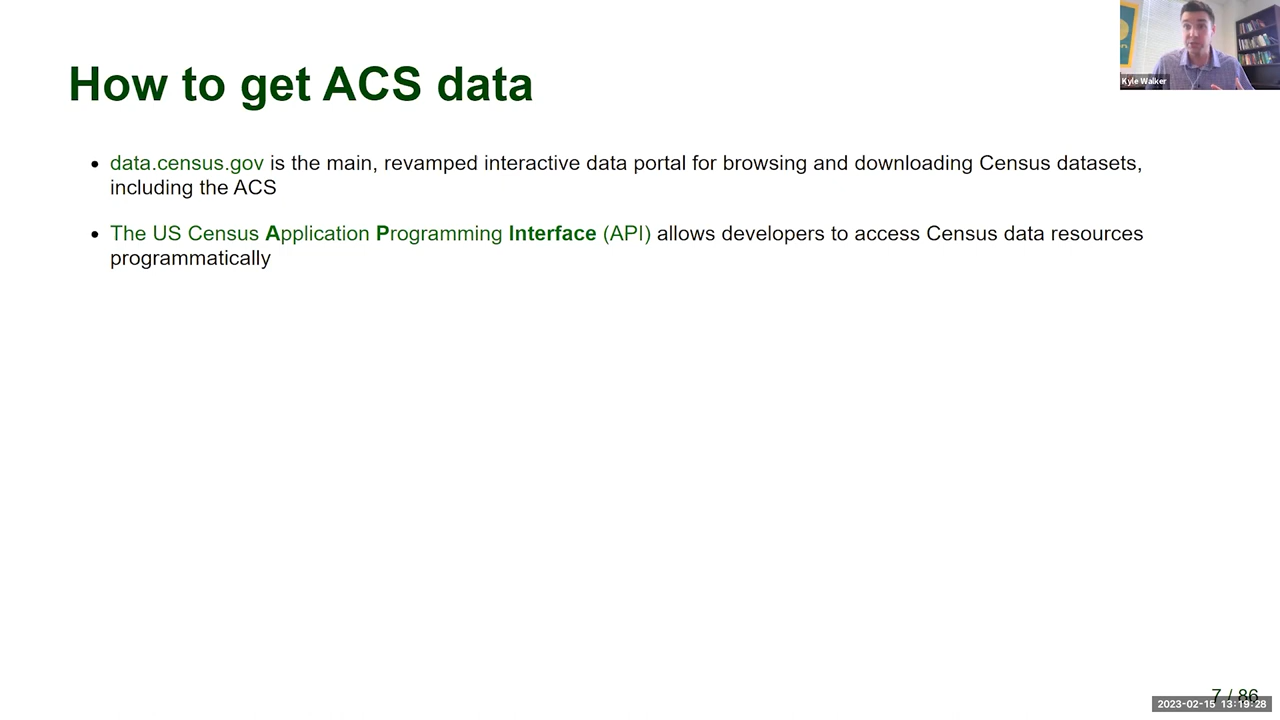 How to get ACS data
Kyle Walker
data.census.gov is the main, revamped interactive data portal for browsing and downloading Census datasets,
including the ACS
The US Census Application Programming Interface (API) allows developers to access Census data resources
programmatically
7 / 86
2023-02-15 13:19:28